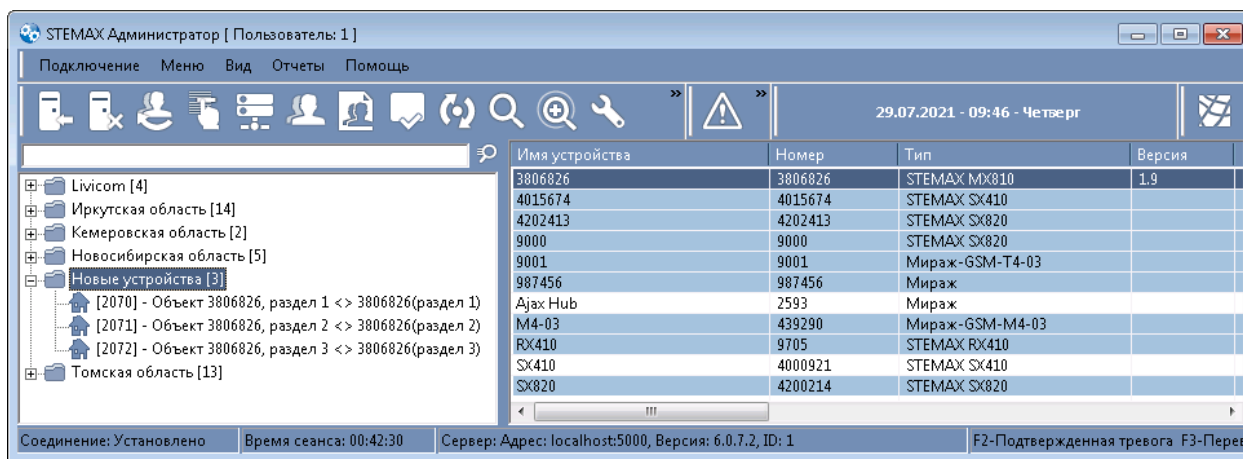 STEMAX Администратор [ Пользователь: 1 ]
Подключение Меню Вид Отчеты Помощь
29.07.2021 - 09:46 - Четверг
Имя устройства Номер Тип Версия
3806826 3806826 STEMAX MX810 1.9
4015674 4015674 STEMAX SX410
4202413 4202413 STEMAX SX820
9000 9000 STEMAX SX820
9001 9001 Мираж-GSM-T4-03
987456 987456 Мираж
Ajax Hub 2593 Мираж
M4-03 439290 Мираж-GSM-M4-03
RX410 9705 STEMAX RX410
SX410 4000921 STEMAX SX410
SX820 4200214 STEMAX SX820
Livicom [4]
Иркутская область [14]
Кемеровская область [2]
Новосибирская область [5]
Новые устройства [3]
[2070] - Объект 3806826, раздел 1 <> 3806826(раздел 1)
[2071] - Объект 3806826, раздел 2 <> 3806826(раздел 2)
[2072] - Объект 3806826, раздел 3 <> 3806826(раздел 3)
Томская область [13]
Соединение: Установлено Время сеанса: 00:42:30 Сервер: Адрес: localhost:5000, Версия: 6.0.7.2, ID: 1 F2-Подтвержденная тревога F3-Перев